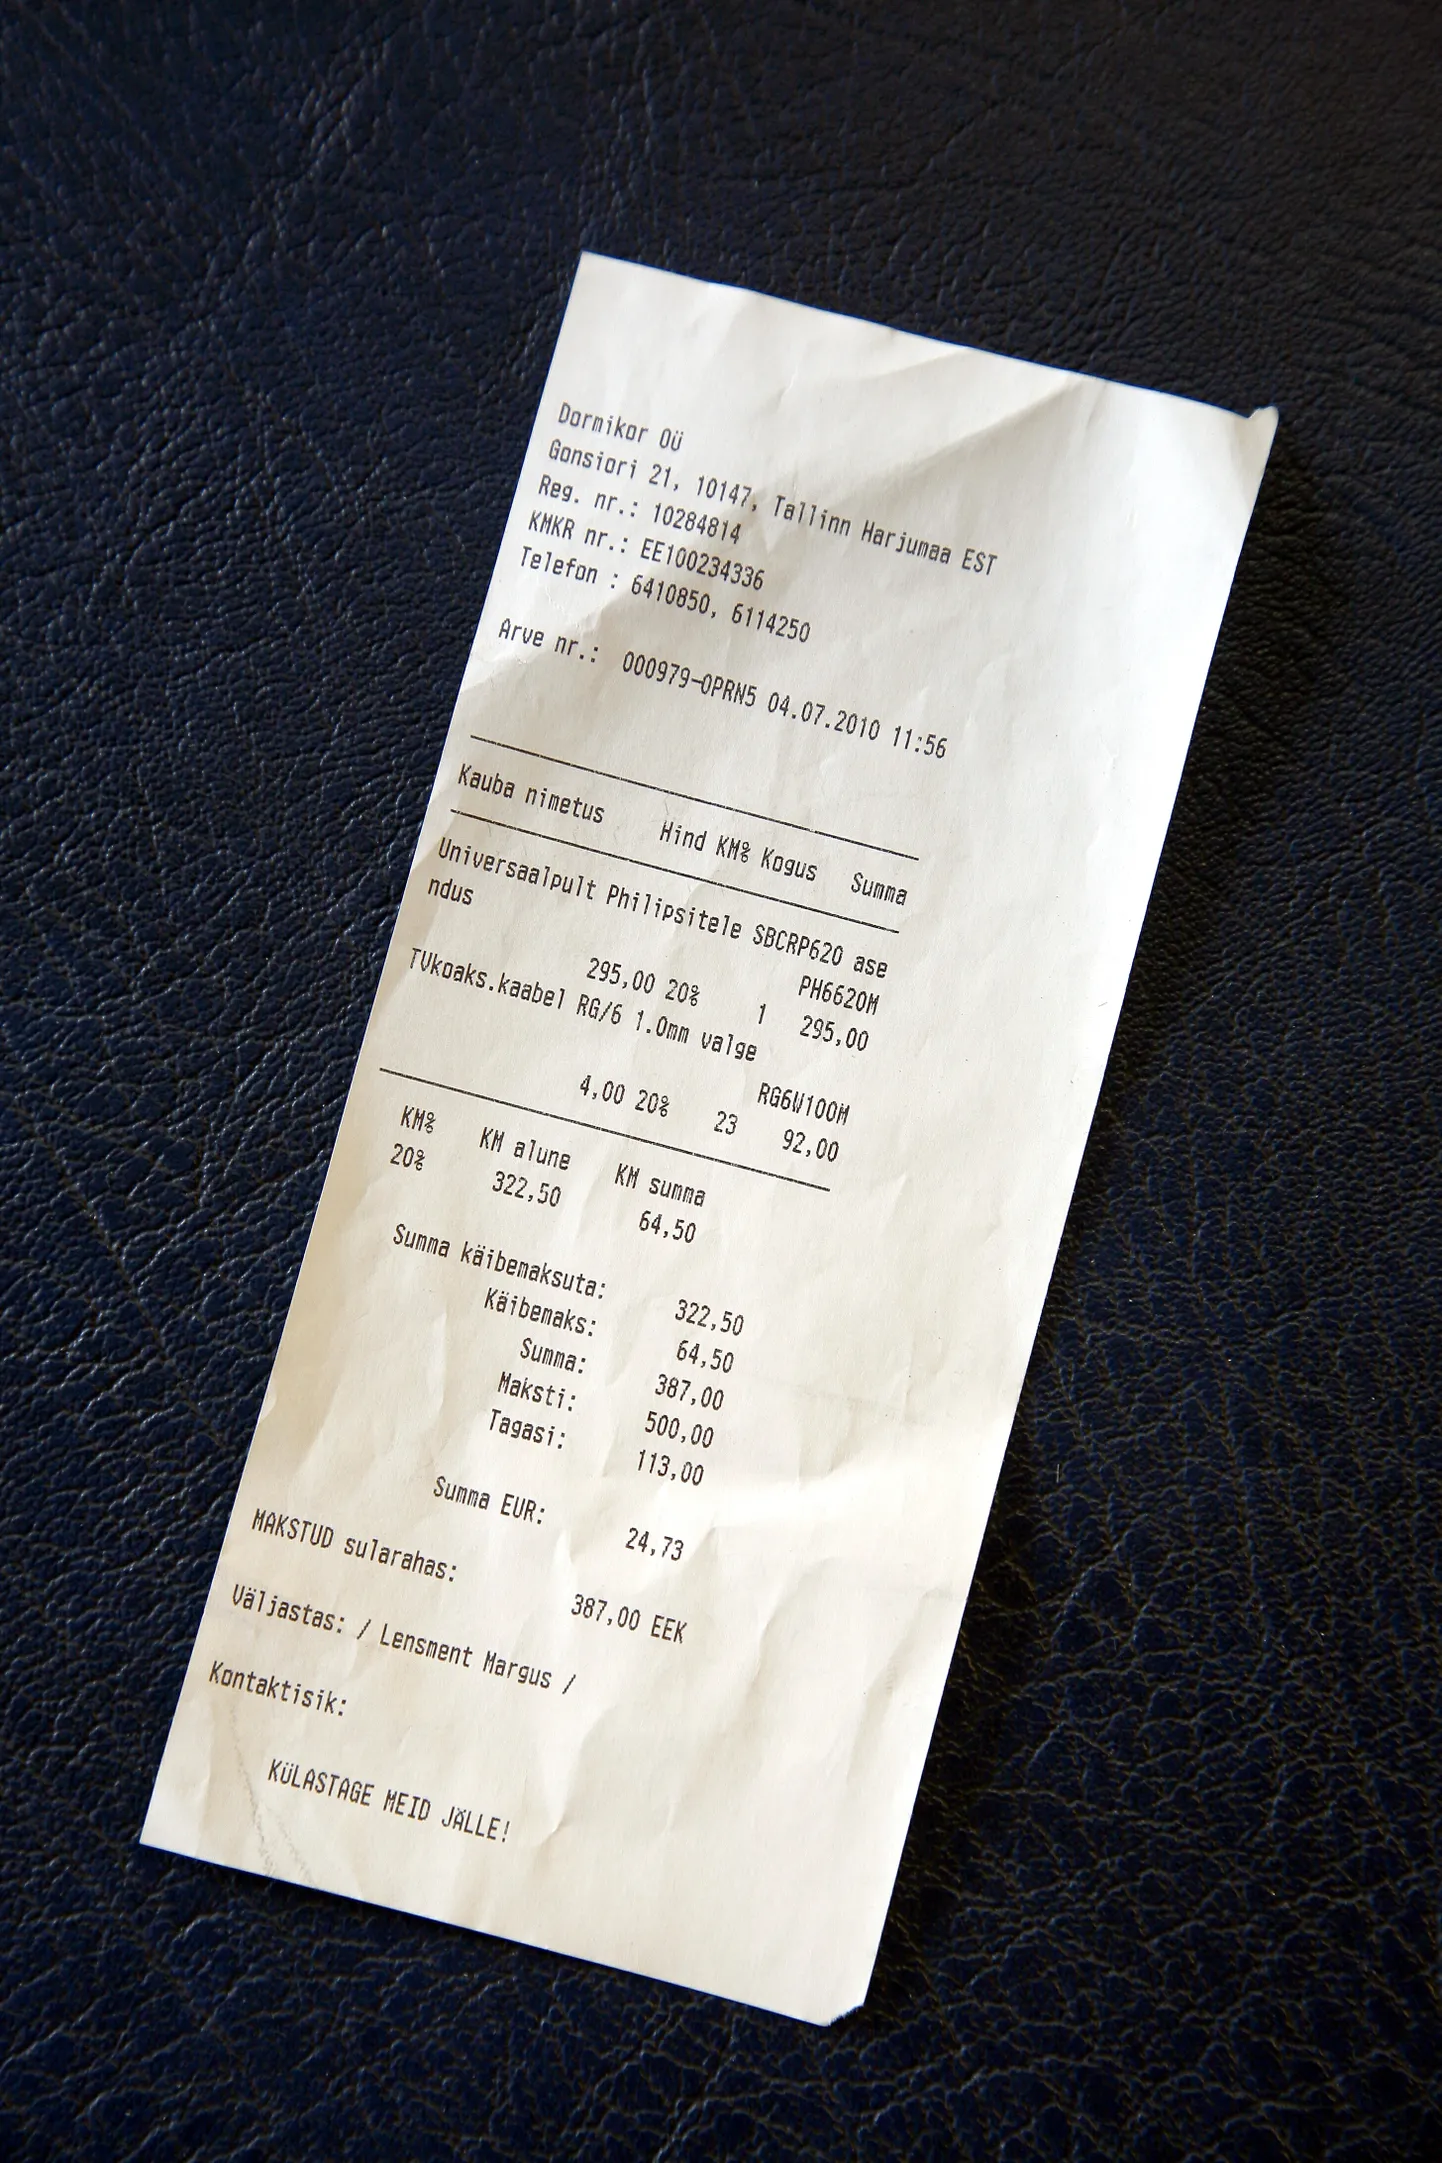 Dormikor OÜ
Gonsiori 21, 10147, Tallinn Harjumaa EST
Reg. nr.: 10284814
KMKR nr.: EE100234336
Telefon : 6410850, 6114250
Arve nr.: 000979-OPRN5 04.07.2010 11:56
Kauba nimetus Hind KM% Kogus Summa
Universaalpult Philipsitele SBCRP620 ase
ndus PH6620M
295,00 20% 1 295,00
TVkoaks.kaabel RG/6 1.0mm valge
RG6W100M
4,00 20% 23 92,00
KM% KM alune KM summa
20% 322,50 64,50
Summa käibemaksuta: 322,50
Käibemaks: 64,50
Summa: 387,00
Maksti: 500,00
Tagasi: 113,00
Summa EUR: 24,73
MAKSTUD sularahas: 387,00 EEK
Väljastas: / Lensment Margus /
Kontaktisik:
KÜLASTAGE MEID JÄLLE!